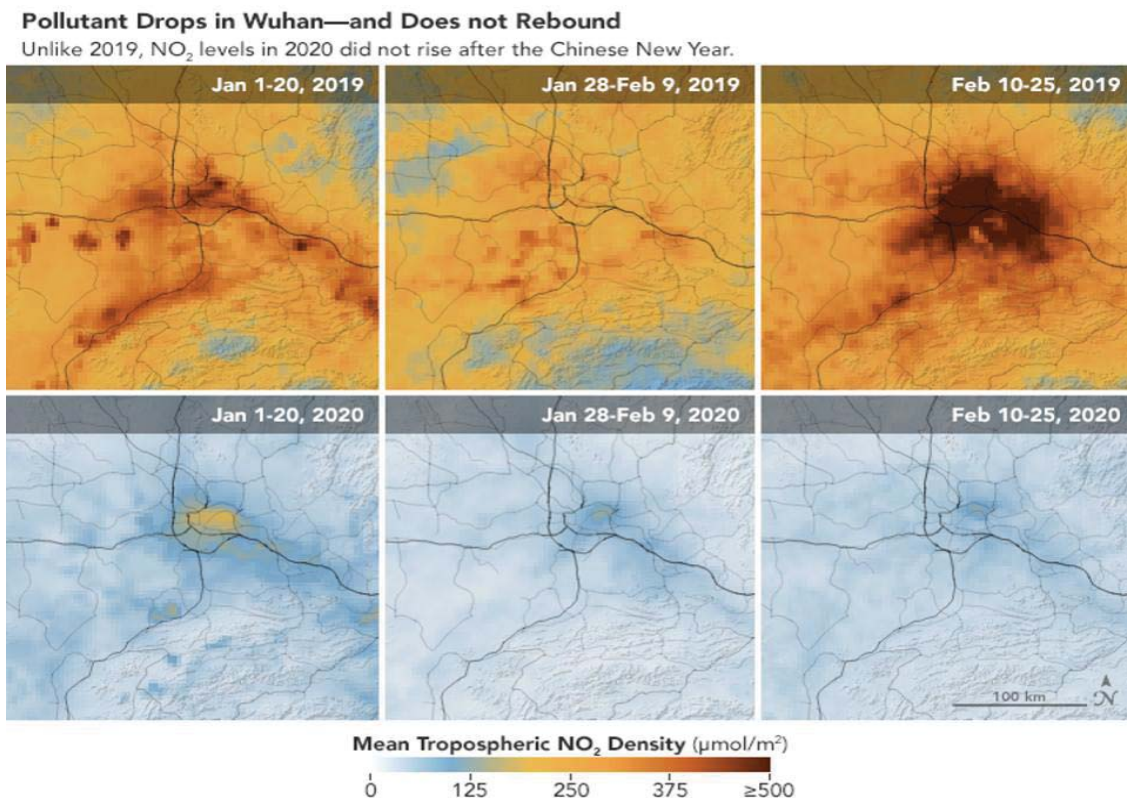 Pollutant Drops in Wuhan—and Does not Rebound
Unlike 2019, NO₂ levels in 2020 did not rise after the Chinese New Year.
Jan 1-20, 2019
Jan 28-Feb 9, 2019
Feb 10-25, 2019
Jan 1-20, 2020
Jan 28-Feb 9, 2020
Feb 10-25, 2020
100 km
N
Mean Tropospheric NO₂ Density (μmol/m²)
0 125 250 375 ≥500